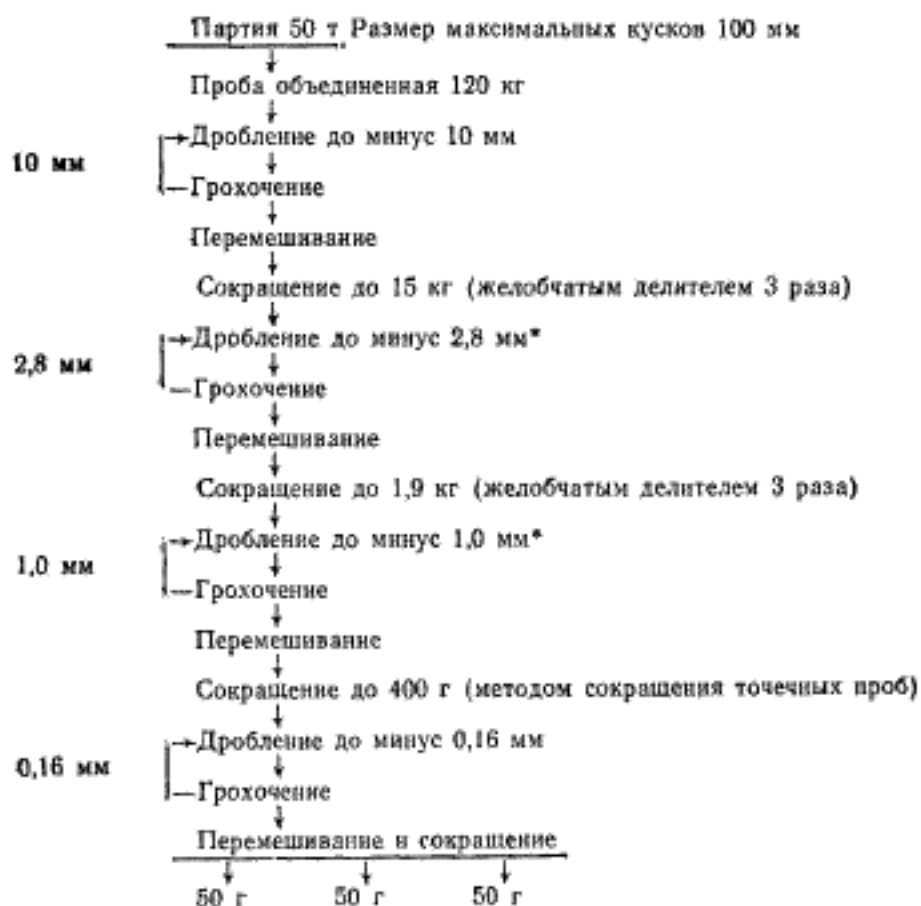 Партия 50 т Размер максимальных кусков 100 мм
Проба объединенная 120 кг
Дробление до минус 10 мм
10 мм
Грохочение
Перемешивание
Сокращение до 15 кг (желобчатым делителем 3 раза)
Дробление до минус 2,8 мм*
2,8 мм
Грохочение
Перемешивание
Сокращение до 1,9 кг (желобчатым делителем 3 раза)
Дробление до минус 1,0 мм*
1,0 мм
Грохочение
Перемешивание
Сокращение до 400 г (методом сокращения точечных проб)
Дробление до минус 0,16 мм
0,16 мм
Грохочение
Перемешивание и сокращение
50 г 50 г 50 г